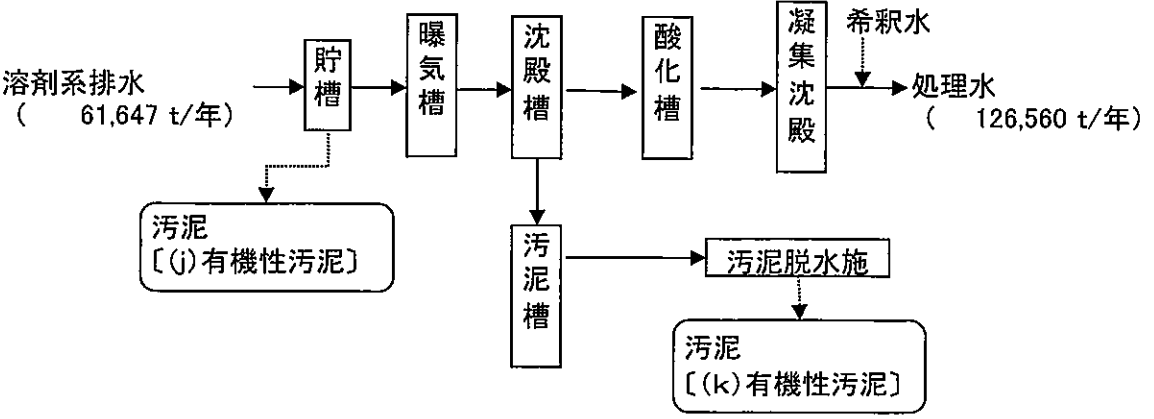 溶剤系排水
( 61,647 t/年)
貯槽
曝気槽
沈殿槽
酸化槽
凝集沈殿
希釈水
処理水
( 126,560 t/年)
汚泥
〔(j)有機性汚泥〕
汚泥槽
汚泥脱水施
汚泥
〔(k)有機性汚泥〕